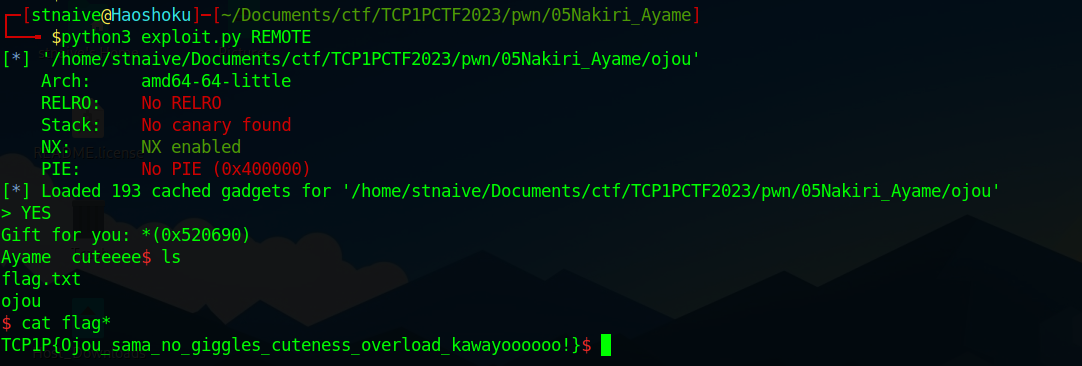 ┌─[stnaive@Haoshoku]─[~/Documents/ctf/TCP1PCTF2023/pwn/05Nakiri_Ayame]
└──╼ $python3 exploit.py REMOTE
[*] '/home/stnaive/Documents/ctf/TCP1PCTF2023/pwn/05Nakiri_Ayame/ojou'
    Arch:     amd64-64-little
    RELRO:    No RELRO
    Stack:    No canary found
    NX:       NX enabled
    PIE:      No PIE (0x400000)
[*] Loaded 193 cached gadgets for '/home/stnaive/Documents/ctf/TCP1PCTF2023/pwn/05Nakiri_Ayame/ojou'
> YES
Gift for you: *(0x520690)
Ayame  cuteeee$ ls
flag.txt
ojou
$ cat flag*
TCP1P{Ojou_sama_no_giggles_cuteness_overload_kawayoooooo!}$